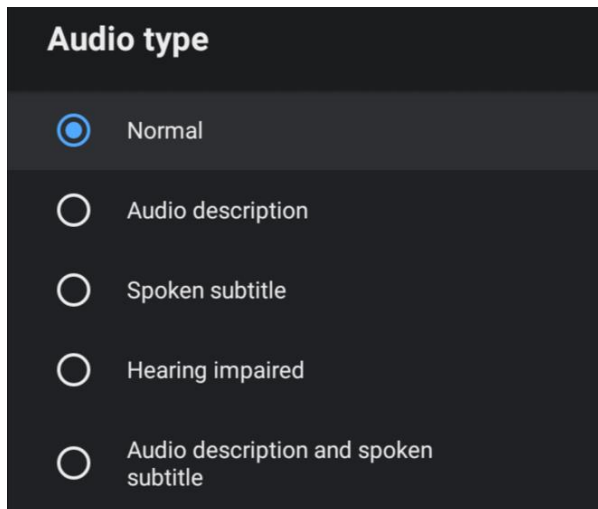 Audio type
Normal
Audio description
Spoken subtitle
Hearing impaired
Audio description and spoken
subtitle